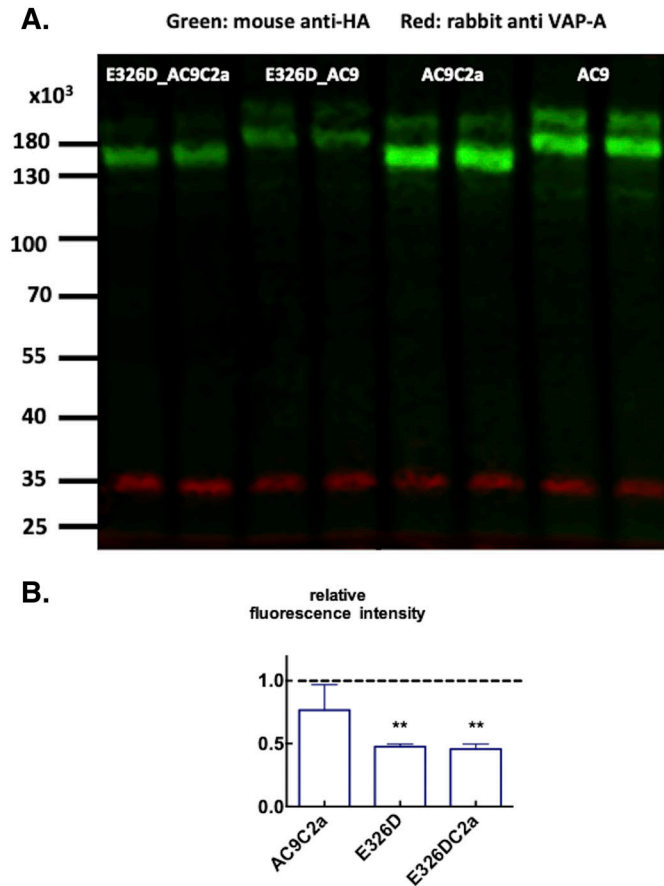 A.
Green: mouse anti-HA Red: rabbit anti VAP-A
E326D_AC9C2a E326D_AC9 AC9C2a AC9
x10³
180
130
100
70
55
40
35
25
B.
relative
fluorescence intensity
1.0
0.5
0.0
** **
AC9C2a E326D E326DC2a